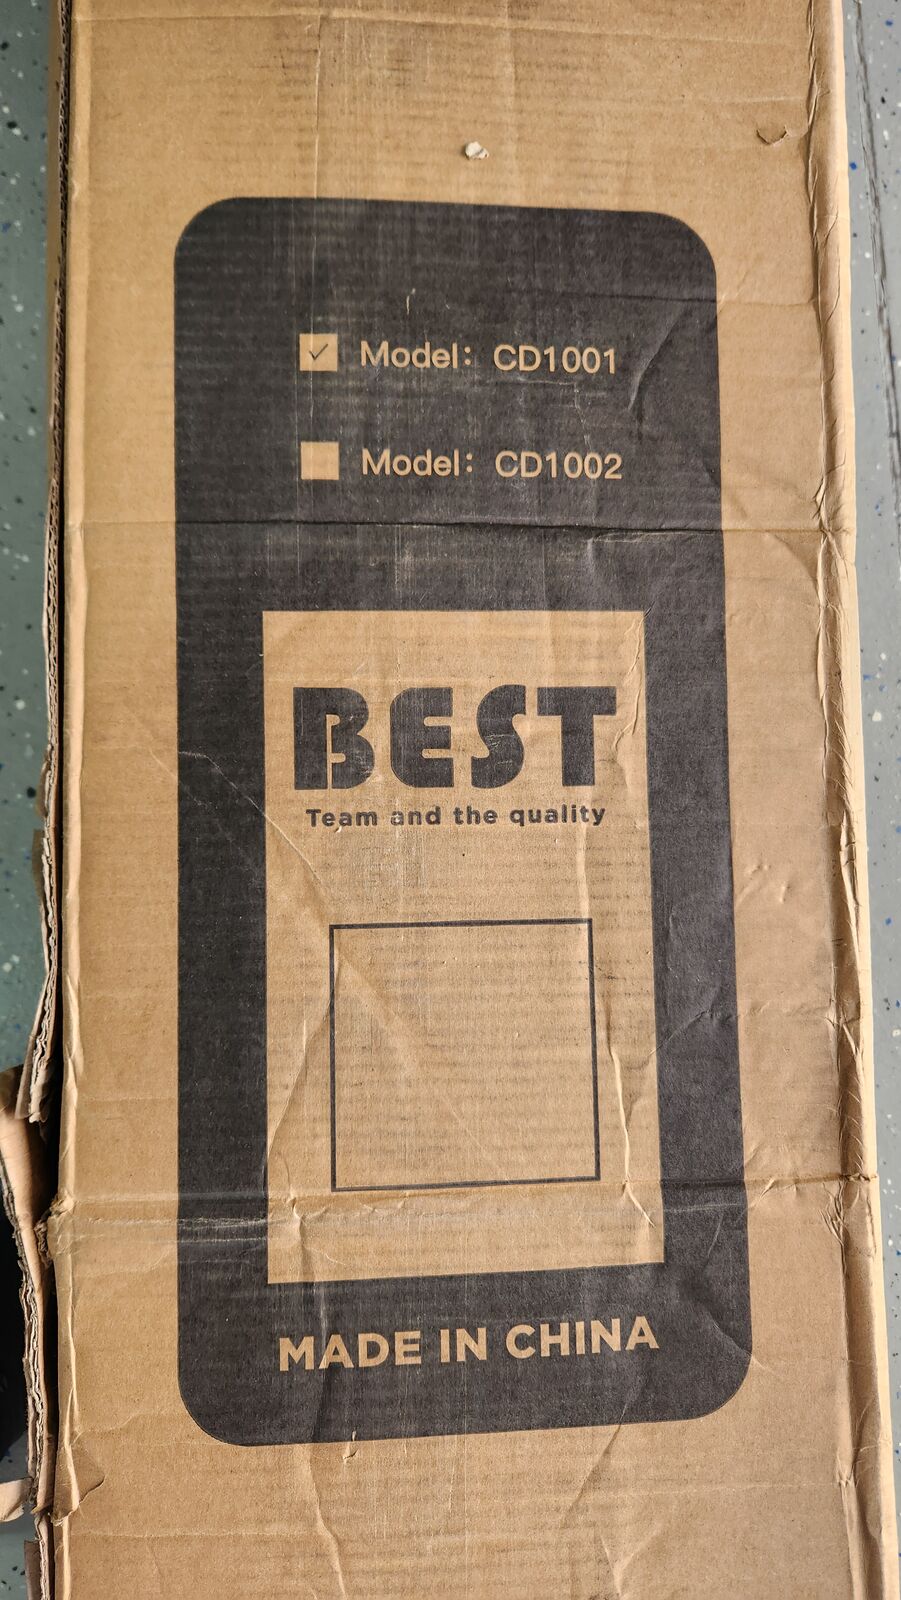 ✓ Model: CD1001
Model: CD1002
BEST
Team and the quality
MADE IN CHINA